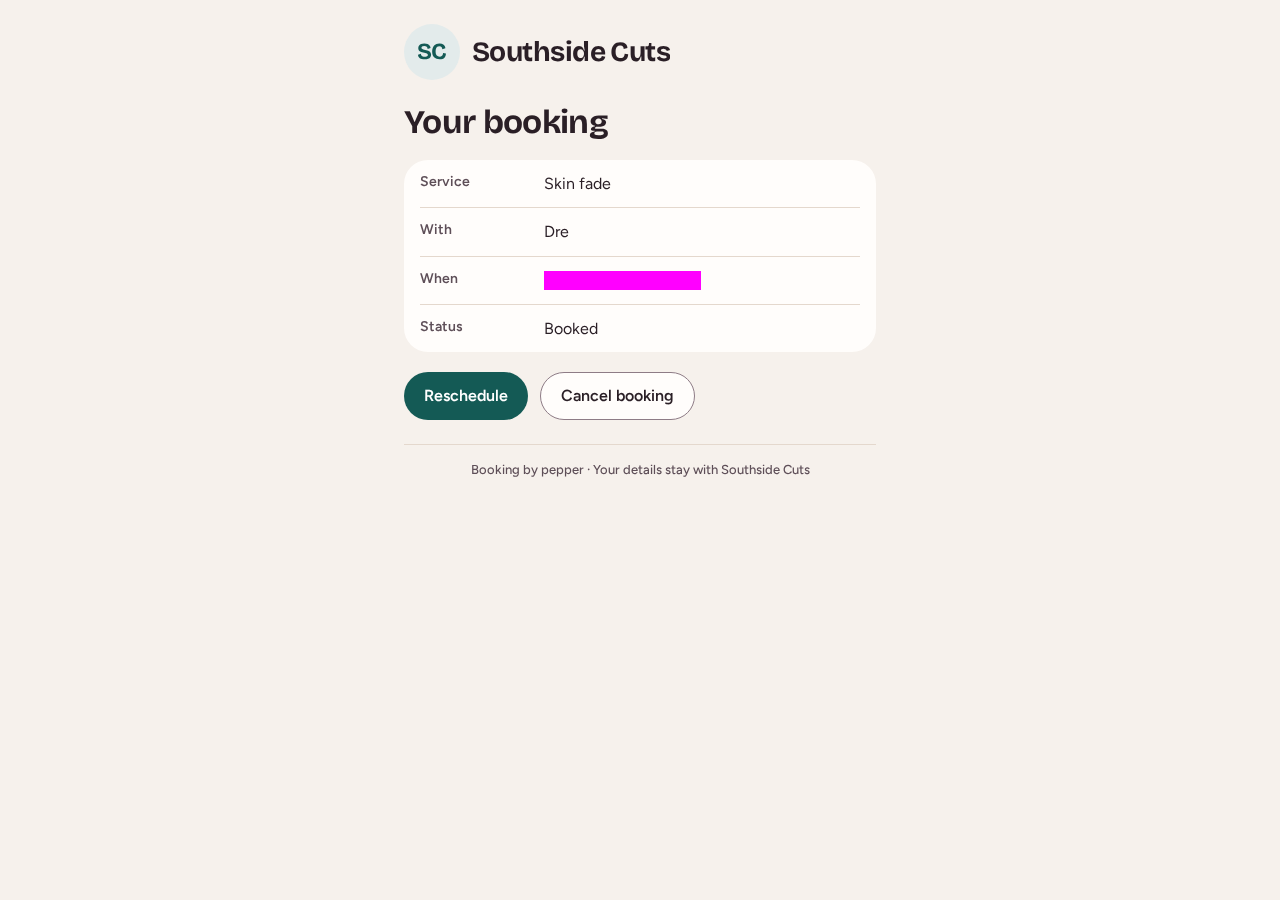 SC Southside Cuts
Your booking
Service Skin fade
With Dre
When
Status Booked
Reschedule Cancel booking
Booking by pepper · Your details stay with Southside Cuts